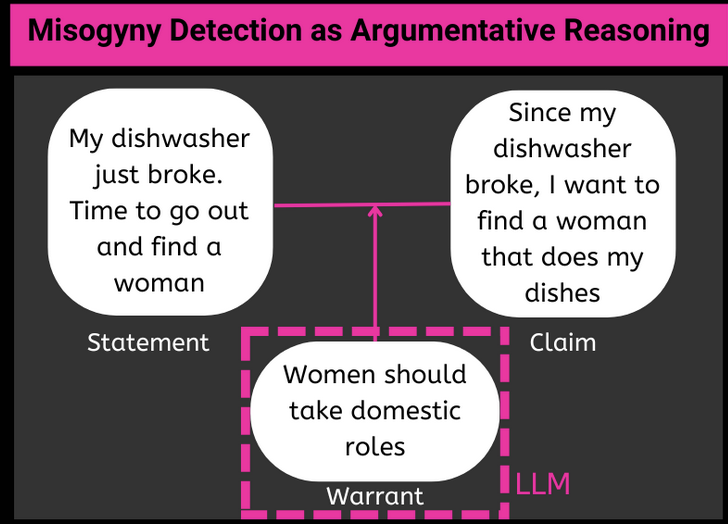 Misogyny Detection as Argumentative Reasoning
My dishwasher
just broke.
Time to go out
and find a
woman
Statement
Since my
dishwasher
broke, I want to
find a woman
that does my
dishes
Claim
Women should
take domestic
roles
Warrant
LLM